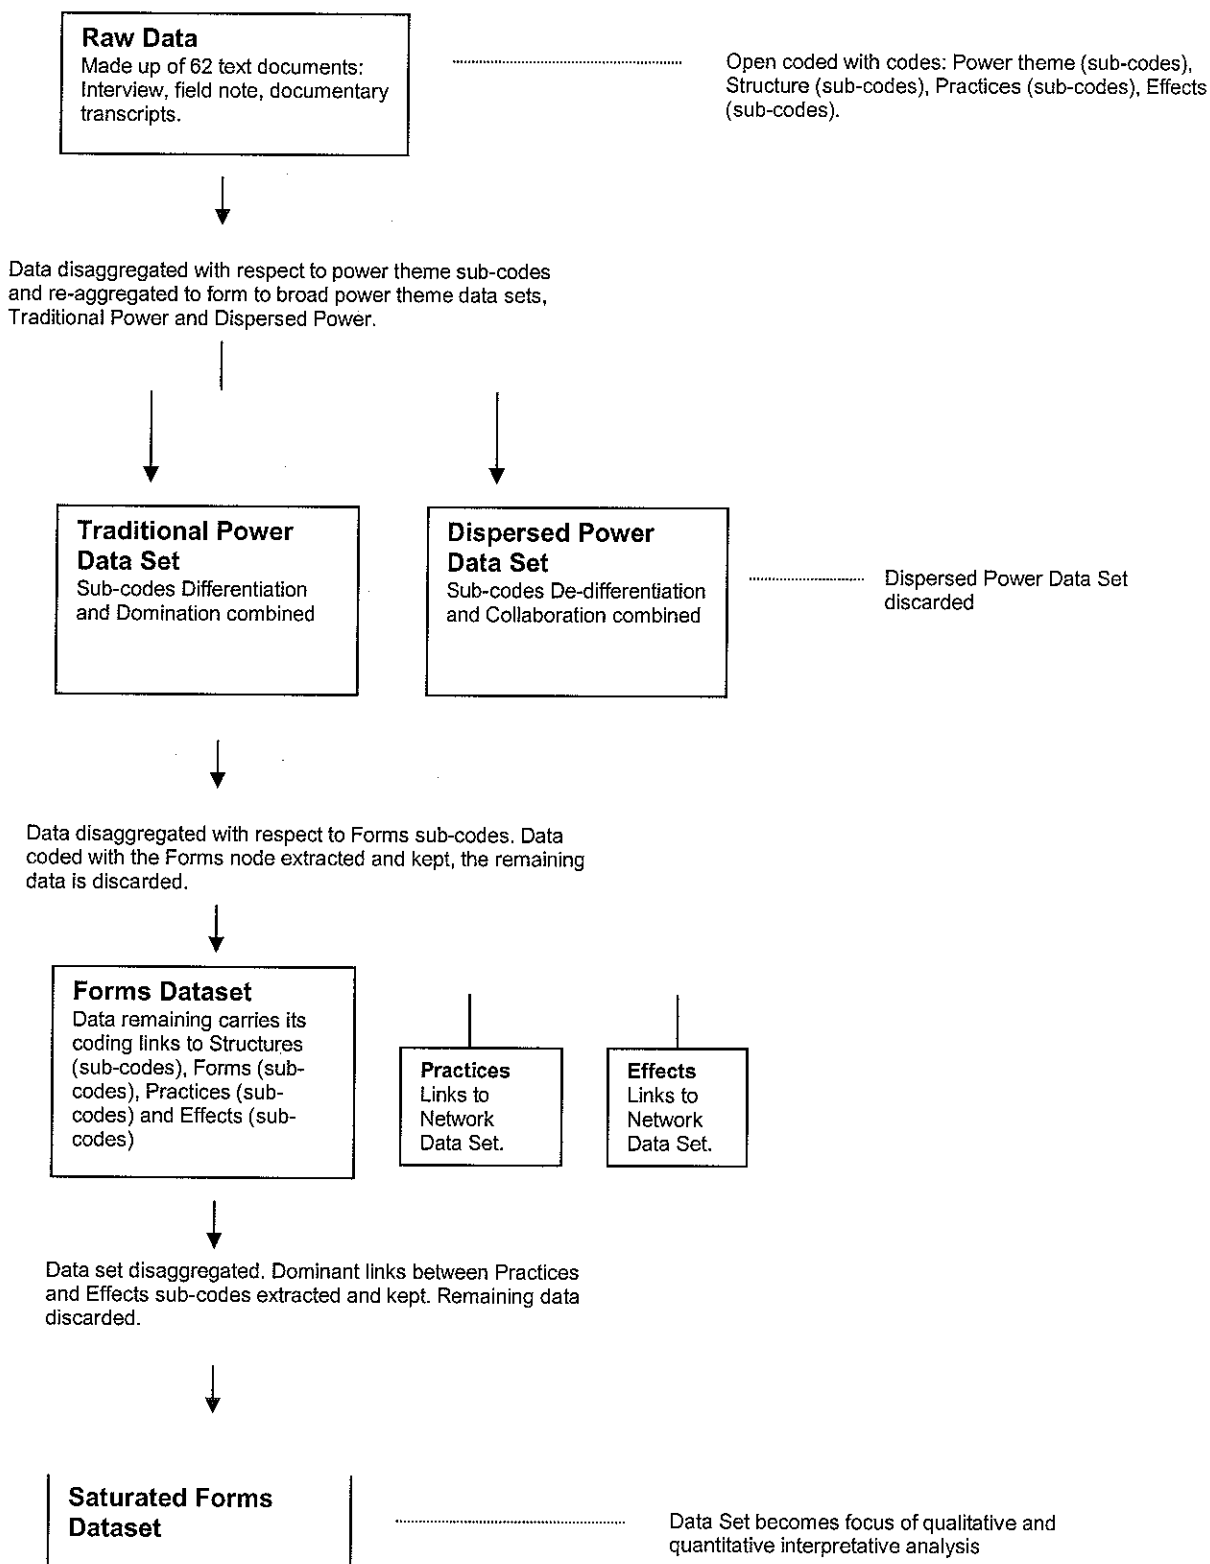 Raw Data
Made up of 62 text documents:
Interview, field note, documentary
transcripts.
Open coded with codes: Power theme (sub-codes),
Structure (sub-codes), Practices (sub-codes), Effects
(sub-codes).
Data disaggregated with respect to power theme sub-codes
and re-aggregated to form to broad power theme data sets,
Traditional Power and Dispersed Power.
Traditional Power
Data Set
Sub-codes Differentiation
and Domination combined
Dispersed Power
Data Set
Sub-codes De-differentiation
and Collaboration combined
Dispersed Power Data Set
discarded
Data disaggregated with respect to Forms sub-codes. Data
coded with the Forms node extracted and kept, the remaining
data is discarded.
Forms Dataset
Data remaining carries its
coding links to Structures
(sub-codes), Forms (sub-
codes), Practices (sub-
codes) and Effects (sub-
codes)
Practices
Links to
Network
Data Set.
Effects
Links to
Network
Data Set.
Data set disaggregated. Dominant links between Practices
and Effects sub-codes extracted and kept. Remaining data
discarded.
Saturated Forms
Dataset
Data Set becomes focus of qualitative and
quantitative interpretative analysis